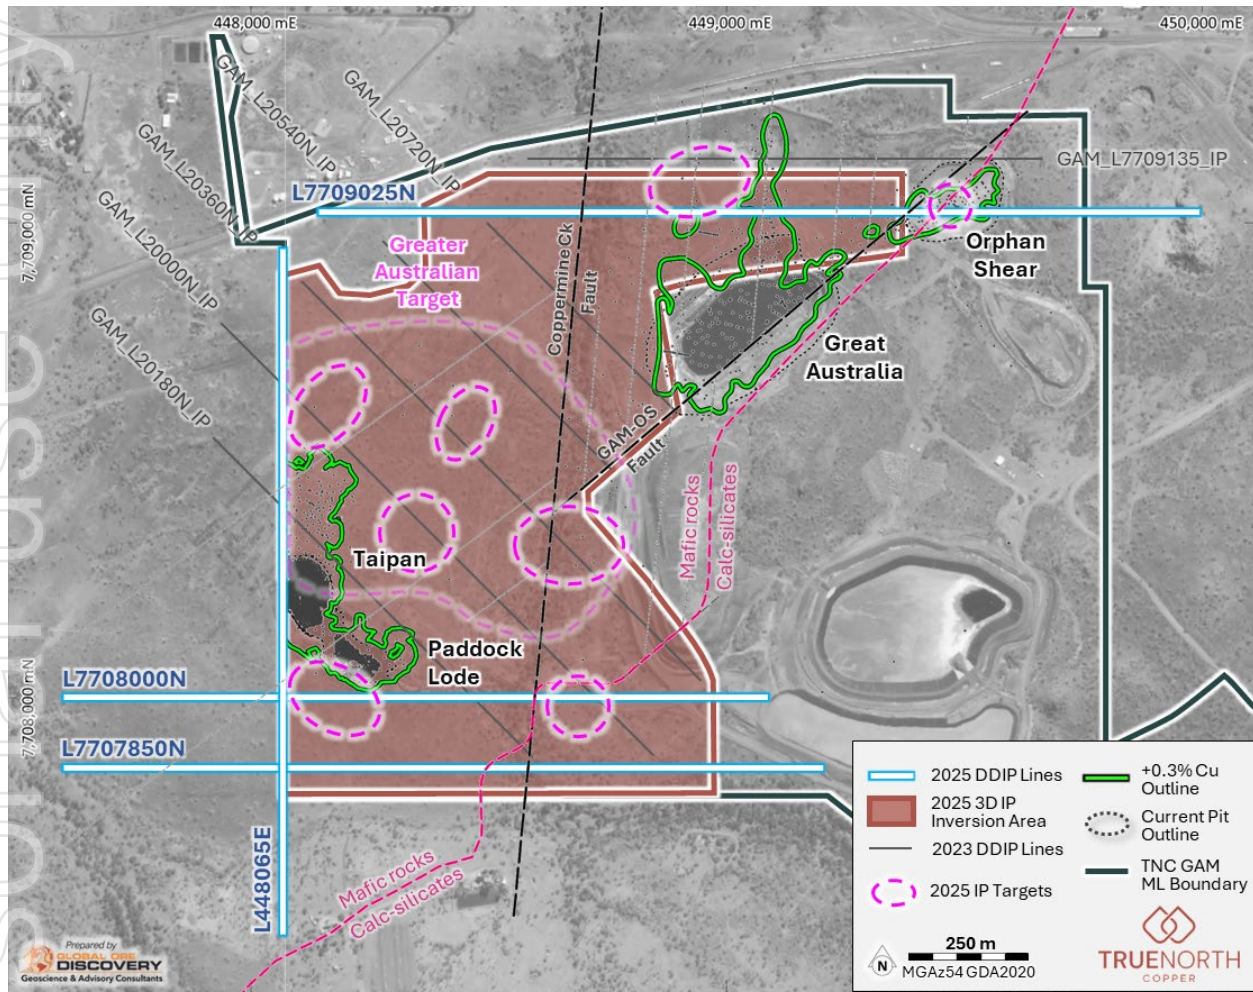 448,000 mE
449,000 mE
450,000 mE
7,709,000 mN
7,708,000 mN
GAM_L20540N_IP
GAM_L20720N_IP
GAM_L20360N_IP
GAM_L20000N_IP
GAM_L20180N_IP
GAM_L7709135_IP
L7709025N
Greater
Australian
Target
Coppermine Ck
Fault
Orphan
Shear
Great
Australia
GAM-OS
Fault
Mafic rocks
Calc-silicates
Taipan
Paddock
Lode
L7708000N
L7707850N
L448065E
Mafic rocks
Calc-silicates
2025 DDIP Lines
2025 3D IP
Inversion Area
2023 DDIP Lines
2025 IP Targets
+0.3% Cu
Outline
Current Pit
Outline
TNC GAM
ML Boundary
N
250 m
MGAz54 GDA2020
TRUENORTH
COPPER
Prepared by
GLOBAL ORE
DISCOVERY
Geoscience & Advisory Consultants